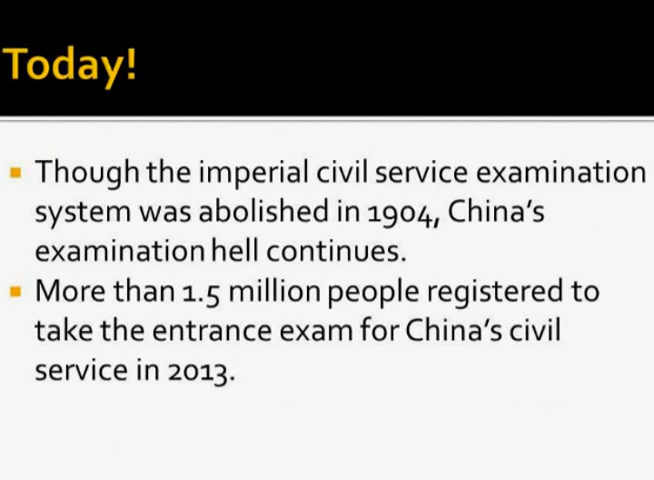 Today!
Though the imperial civil service examination
system was abolished in 1904, China's
examination hell continues.
More than 1.5 million people registered to
take the entrance exam for China's civil
service in 2013.